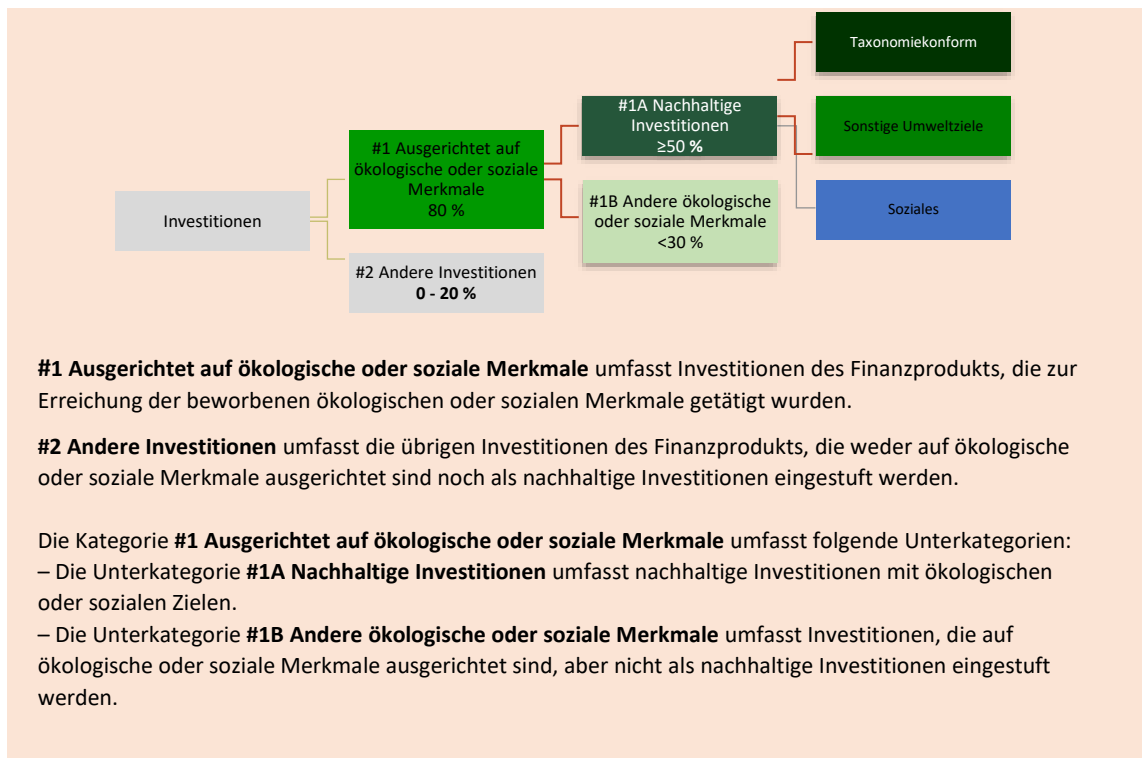 Taxonomiekonform
#1A Nachhaltige
Investitionen
≥50 %
Sonstige Umweltziele
#1 Ausgerichtet auf
ökologische oder soziale
Merkmale
80 %
#1B Andere ökologische
oder soziale Merkmale
<30 %
Soziales
Investitionen
#2 Andere Investitionen
0 - 20 %
#1 Ausgerichtet auf ökologische oder soziale Merkmale umfasst Investitionen des Finanzprodukts, die zur
Erreichung der beworbenen ökologischen oder sozialen Merkmale getätigt wurden.
#2 Andere Investitionen umfasst die übrigen Investitionen des Finanzprodukts, die weder auf ökologische
oder soziale Merkmale ausgerichtet sind noch als nachhaltige Investitionen eingestuft werden.
Die Kategorie #1 Ausgerichtet auf ökologische oder soziale Merkmale umfasst folgende Unterkategorien:
– Die Unterkategorie #1A Nachhaltige Investitionen umfasst nachhaltige Investitionen mit ökologischen
oder sozialen Zielen.
– Die Unterkategorie #1B Andere ökologische oder soziale Merkmale umfasst Investitionen, die auf
ökologische oder soziale Merkmale ausgerichtet sind, aber nicht als nachhaltige Investitionen eingestuft
werden.